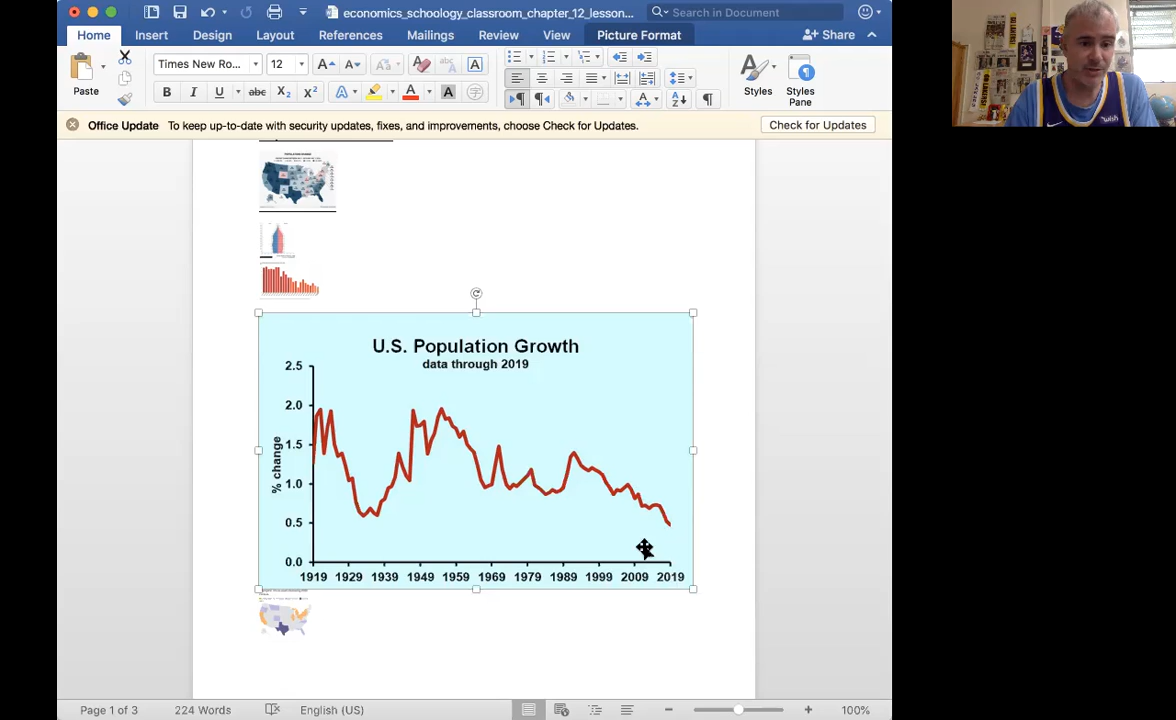 economics_schoology_classroom_chapter_12_lesson...
Search in Document
Home Insert Design Layout References Mailings Review View Picture Format Share
Paste
Times New Ro... 12
Styles
Styles Pane
Office Update To keep up-to-date with security updates, fixes, and improvements, choose Check for Updates. Check for Updates
U.S. Population Growth
data through 2019
% change
2.5
2.0
1.5
1.0
0.5
0.0
1919 1929 1939 1949 1959 1969 1979 1989 1999 2009 2019
Page 1 of 3 224 Words English (US) 100%
wish